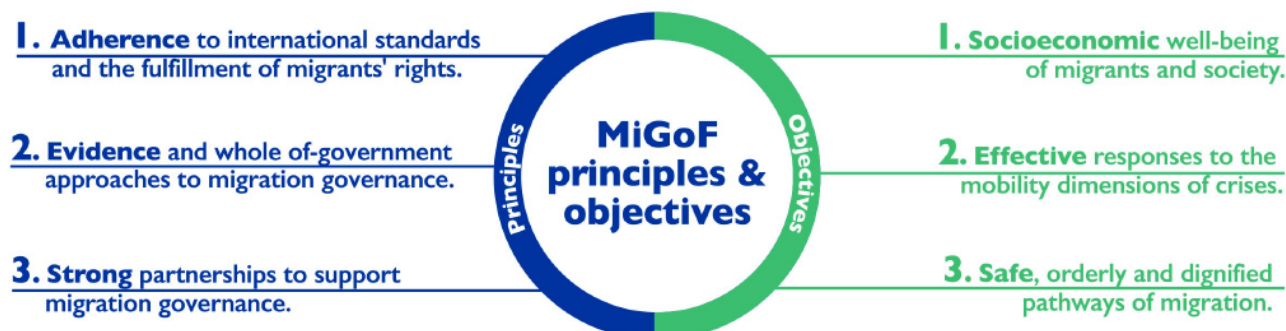 1. Adherence to international standards
and the fulfillment of migrants' rights.
2. Evidence and whole of-government
approaches to migration governance.
3. Strong partnerships to support
migration governance.
Principles
MiGoF
principles &
objectives
Objectives
1. Socioeconomic well-being
of migrants and society.
2. Effective responses to the
mobility dimensions of crises.
3. Safe, orderly and dignified
pathways of migration.